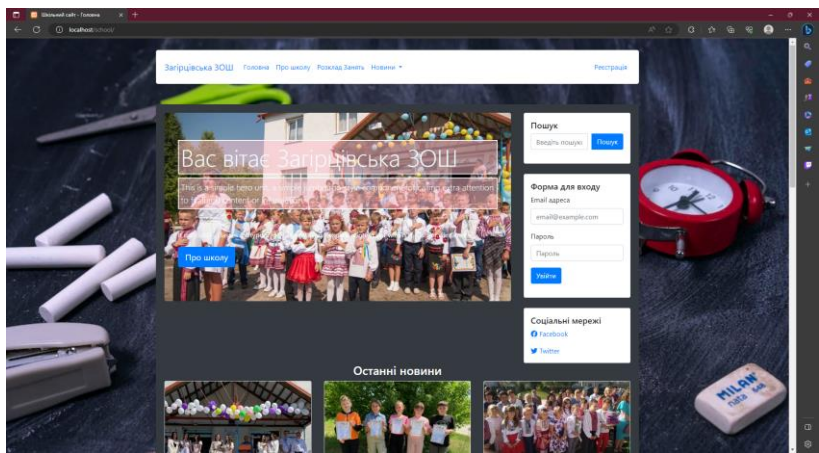 Шкільний сайт - Головна
localhost/school/
Загірцівська ЗОШ Головна Про школу Розклад Занять Новини Реєстрація
Вас вітає Загірцівська ЗОШ
This is a simple hero unit, a simple jumbotron-style component for calling extra attention
to featured content or information.
Про школу
Пошук
Введіть пошуко Пошук
Форма для входу
Email адреса
email@example.com
Пароль
Пароль
Увійти
Соціальні мережі
Facebook
Twitter
Останні новини
MILAN
nata